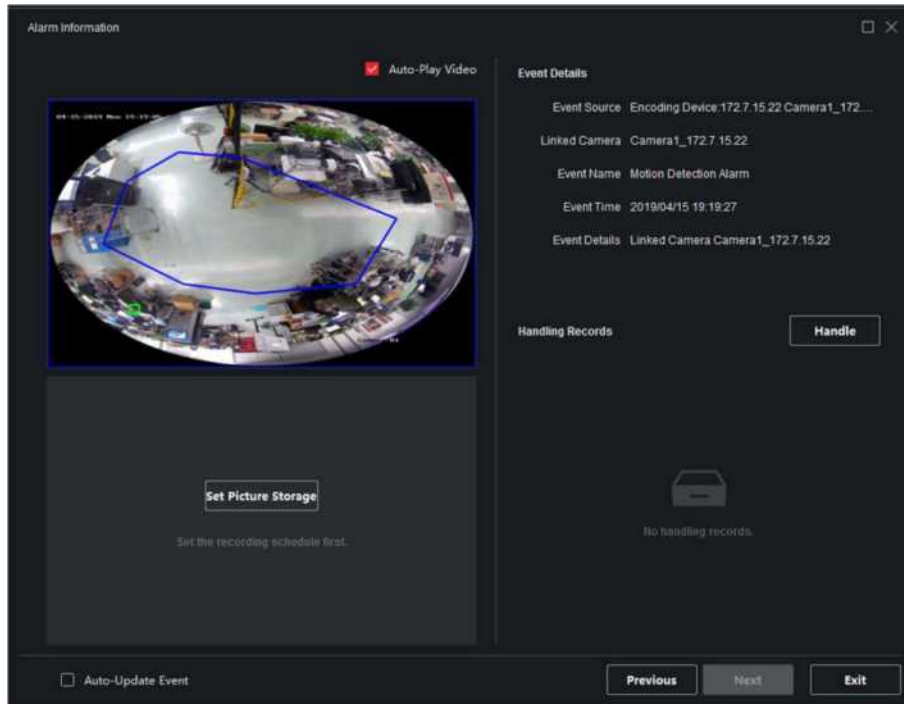 Alarm Information
Auto-Play Video
Event Details
Event Source Encoding Device:172.7.15.22 Camera1_172....
Linked Camera Camera1_172.7.15.22
Event Name Motion Detection Alarm
Event Time 2019/04/15 19:19:27
Event Details Linked Camera Camera1_172.7.15.22
Handling Records
Handle
Set Picture Storage
Set the recording schedule first.
No handling records.
Auto-Update Event
Previous
Next
Exit